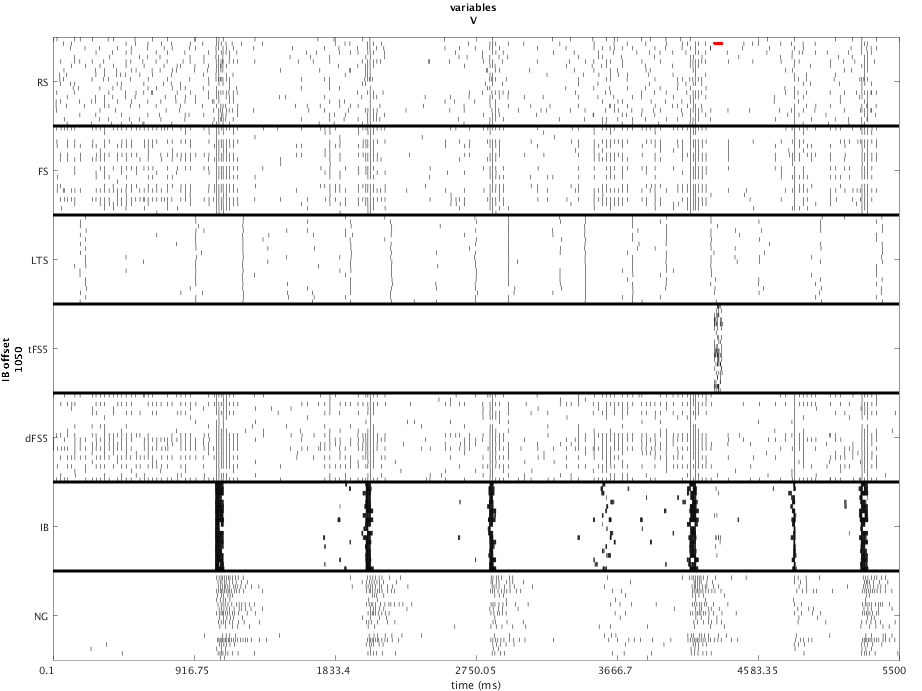 variables
V
RS
FS
LTS
IB offset
1050
tFS5
dFS5
IB
NG
0.1 916.75 1833.4 2750.05 3666.7 4583.35 5500
time (ms)